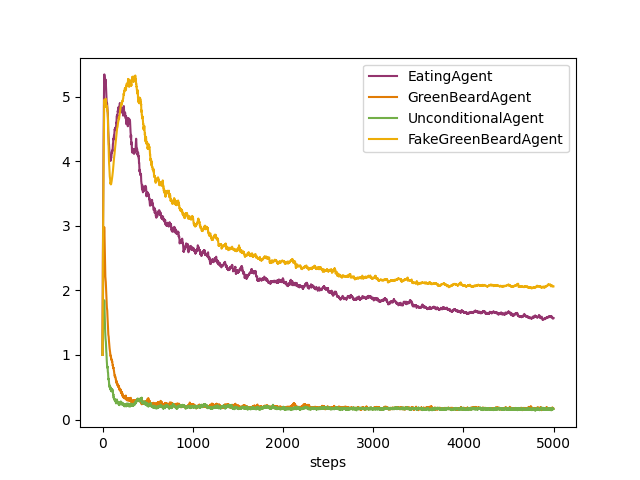 EatingAgent
GreenBeardAgent
UnconditionalAgent
FakeGreenBeardAgent
5
4
3
2
1
0
0 1000 2000 3000 4000 5000
steps